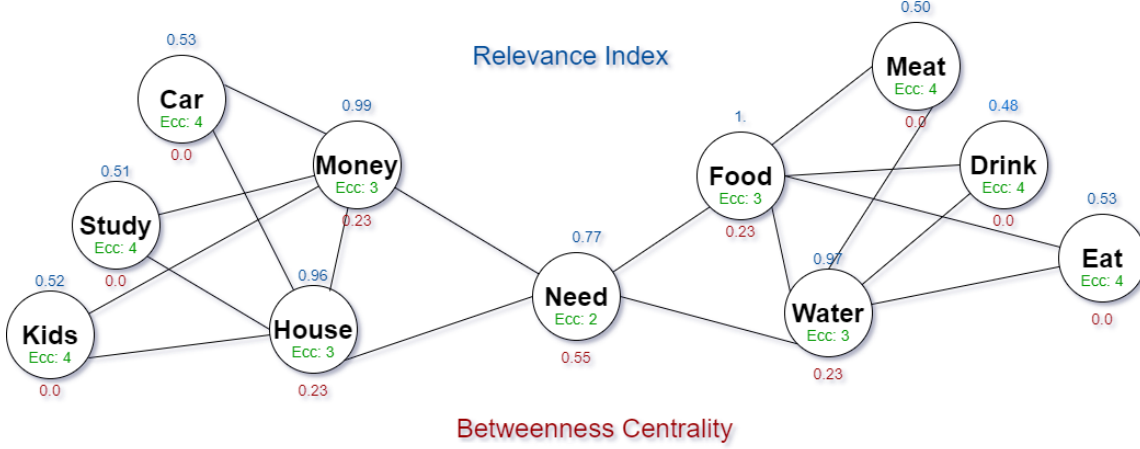 0.50
0.53
Relevance Index
Meat
Ecc: 4
0.0
Car
Ecc: 4
0.0
0.99
Money
Ecc: 3
0.23
1.
Food
Ecc: 3
0.23
0.48
Drink
Ecc: 4
0.0
0.51
Study
Ecc: 4
0.0
0.53
Eat
Ecc: 4
0.0
0.77
Need
Ecc: 2
0.55
0.96
House
Ecc: 3
0.23
0.97
Water
Ecc: 3
0.23
0.52
Kids
Ecc: 4
0.0
Betweenness Centrality